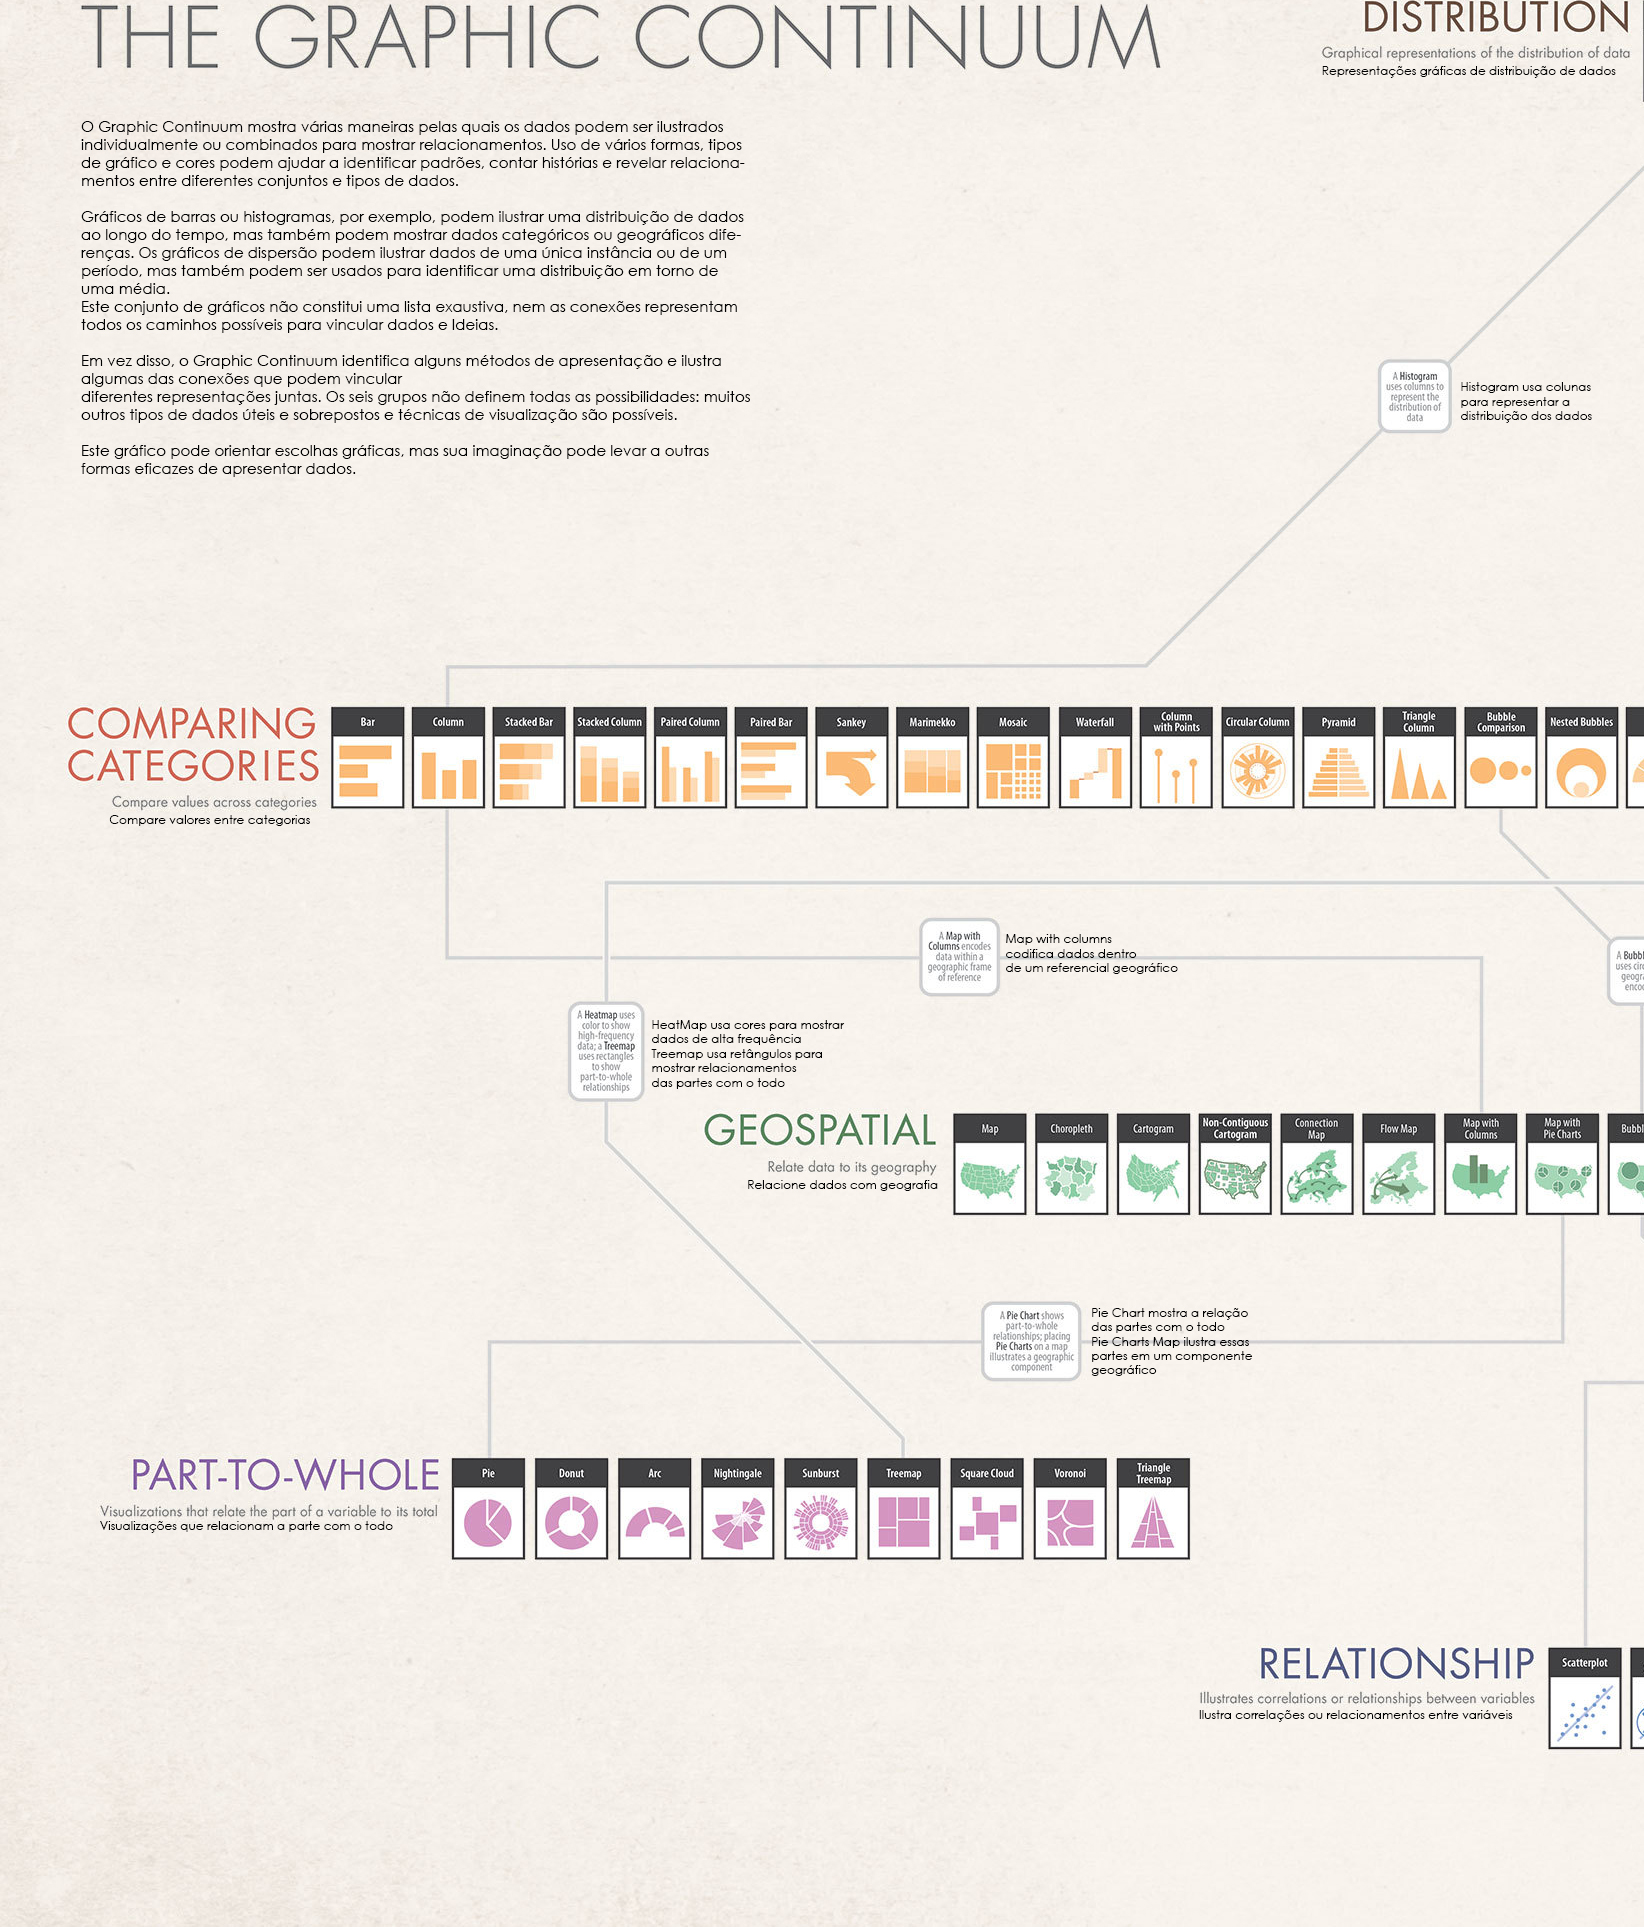 THE GRAPHIC CONTINUUM
DISTRIBUTION
Graphical representations of the distribution of data
Representações gráficas de distribuição de dados
O Graphic Continuum mostra várias maneiras pelas quais os dados podem ser ilustrados
individualmente ou combinados para mostrar relacionamentos. Uso de vários formas, tipos
de gráfico e cores podem ajudar a identificar padrões, contar histórias e revelar relaciona-
mentos entre diferentes conjuntos e tipos de dados.
Gráficos de barras ou histogramas, por exemplo, podem ilustrar uma distribuição de dados
ao longo do tempo, mas também podem mostrar dados categóricos ou geográficos dife-
renças. Os gráficos de dispersão podem ilustrar dados de uma única instância ou de um
período, mas também podem ser usados para identificar uma distribuição em torno de
uma média.
Este conjunto de gráficos não constitui uma lista exaustiva, nem as conexões representam
todos os caminhos possíveis para vincular dados e Ideias.
Em vez disso, o Graphic Continuum identifica alguns métodos de apresentação e ilustra
algumas das conexões que podem vincular
diferentes representações juntas. Os seis grupos não definem todas as possibilidades: muitos
outros tipos de dados úteis e sobrepostos e técnicas de visualização são possíveis.
Este gráfico pode orientar escolhas gráficas, mas sua imaginação pode levar a outras
formas eficazes de apresentar dados.
A Histogram
uses columns to
represent the
distribution of
data
Histogram usa colunas
para representar a
distribuição dos dados
COMPARING
CATEGORIES
Compare values across categories
Compare valores entre categorias
Bar
Column
Stacked Bar
Stacked Column
Paired Column
Paired Bar
Sankey
Marimekko
Mosaic
Waterfall
Column
with Points
Circular Column
Pyramid
Triangle
Column
Bubble
Comparison
Nested Bubbles
A Map with
Columns encodes
data within a
geographic frame
of reference
Map with columns
codifica dados dentro
de um referencial geográfico
A Bubbl
uses circ
geogra
encod
A Heatmap uses
color to show
high-frequency
data; a Treemap
uses rectangles
to show
part-to-whole
relationships
HeatMap usa cores para mostrar
dados de alta frequência
Treemap usa retângulos para
mostrar relacionamentos
das partes com o todo
GEOSPATIAL
Relate data to its geography
Relacione dados com geografia
Map
Choropleth
Cartogram
Non-Contiguous
Cartogram
Connection
Map
Flow Map
Map with
Columns
Map with
Pie Charts
Bubbl
A Pie Chart shows
part-to-whole
relationships; placing
Pie Charts on a map
illustrates a geographic
component
Pie Chart mostra a relação
das partes com o todo
Pie Charts Map ilustra essas
partes em um componente
geográfico
PART-TO-WHOLE
Visualizations that relate the part of a variable to its total
Visualizações que relacionam a parte com o todo
Pie
Donut
Arc
Nightingale
Sunburst
Treemap
Square Cloud
Voronoi
Triangle
Treemap
RELATIONSHIP
Illustrates correlations or relationships between variables
Ilustra correlações ou relacionamentos entre variáveis
Scatterplot